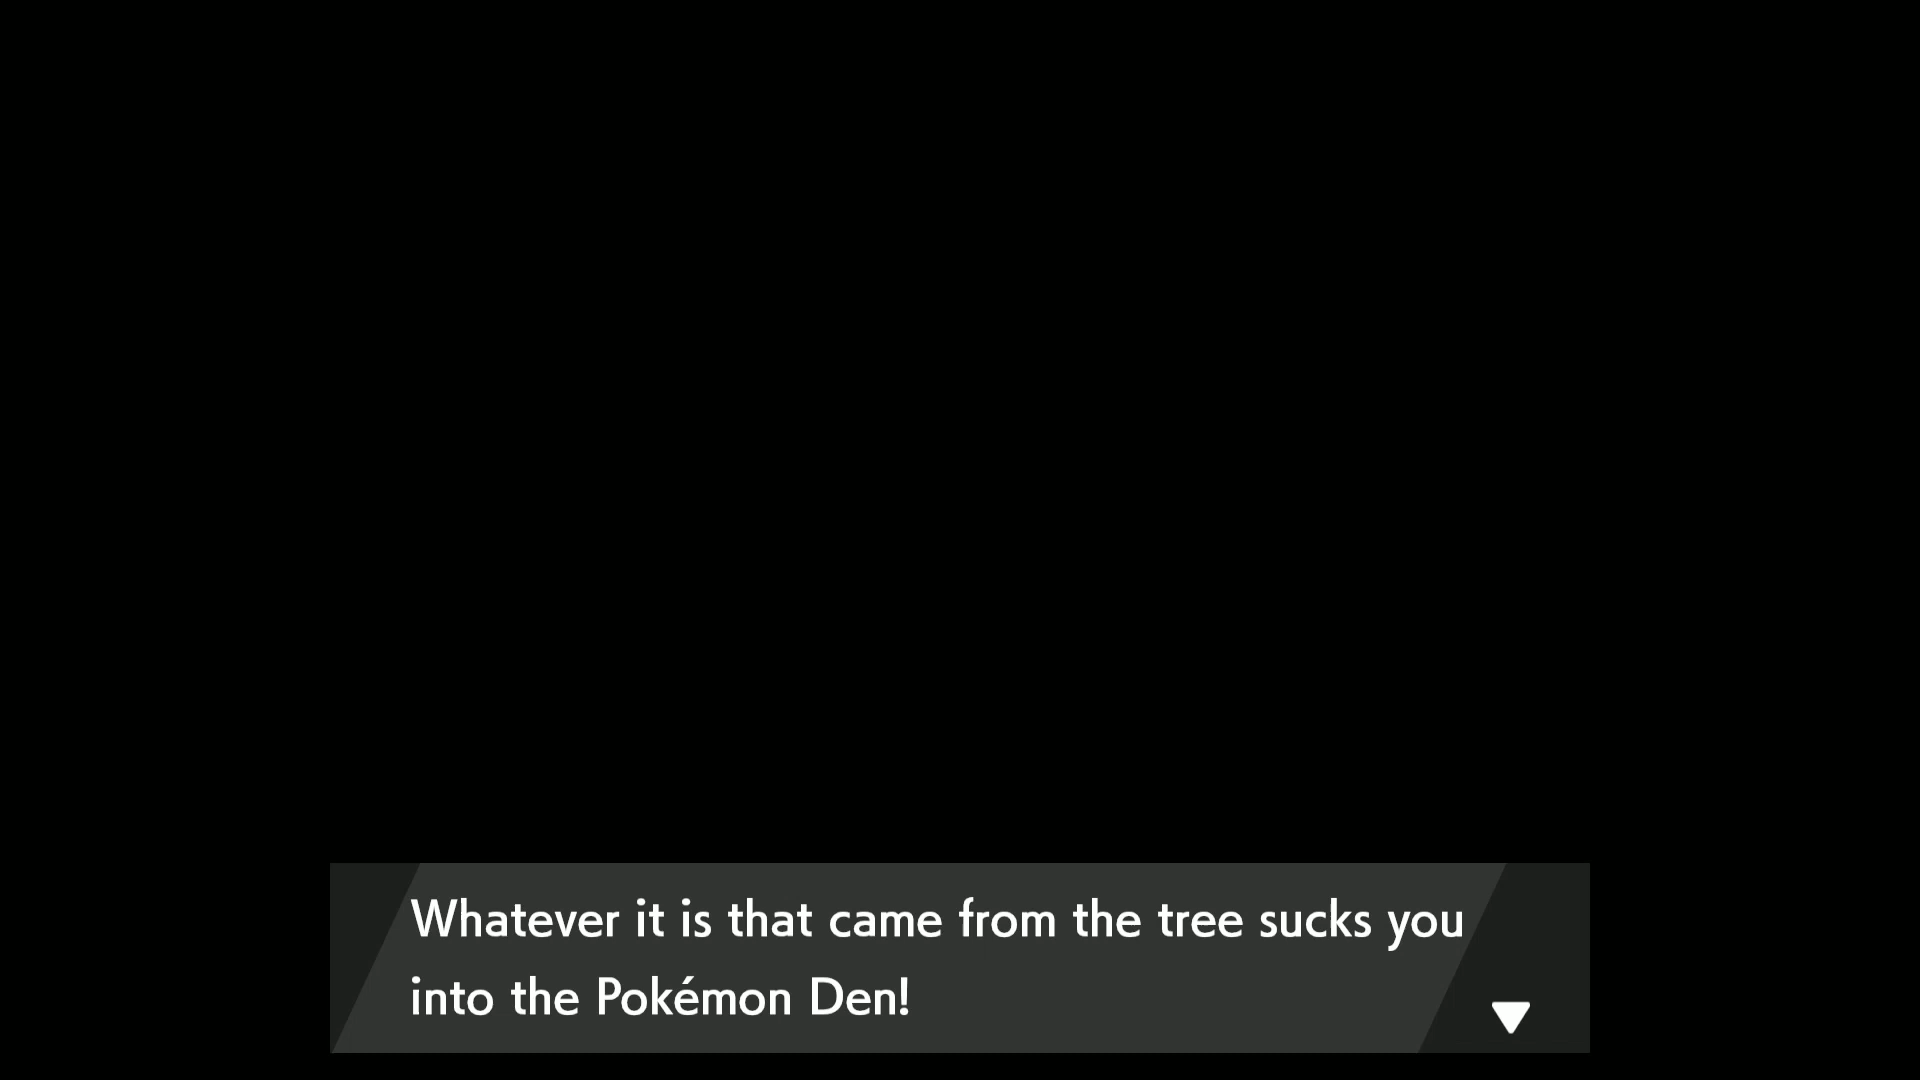 Whatever it is that came from the tree sucks you
into the Pokémon Den!